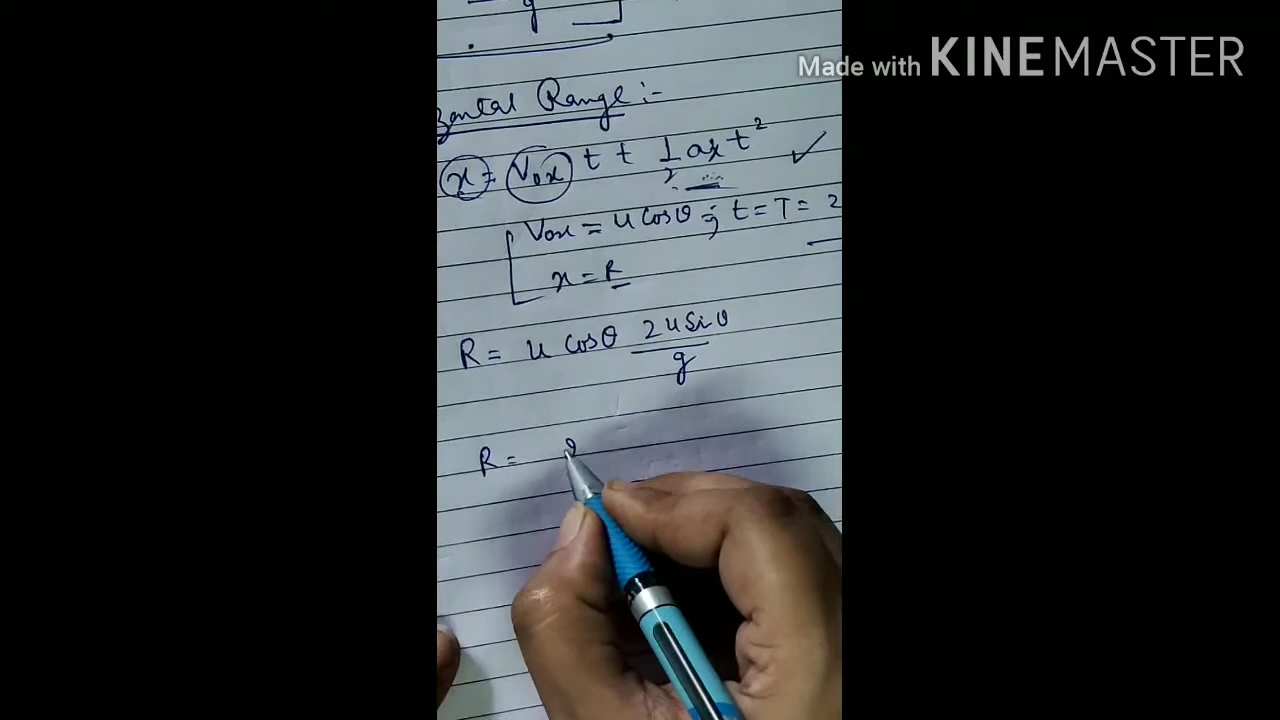 g
Made with KINEMASTER
zontal Range :-
x = Vox t + 1/2 ax t²
Vox = u cosθ ; t = T = 2
x = R
R = u cosθ 2u sinθ / g
R =